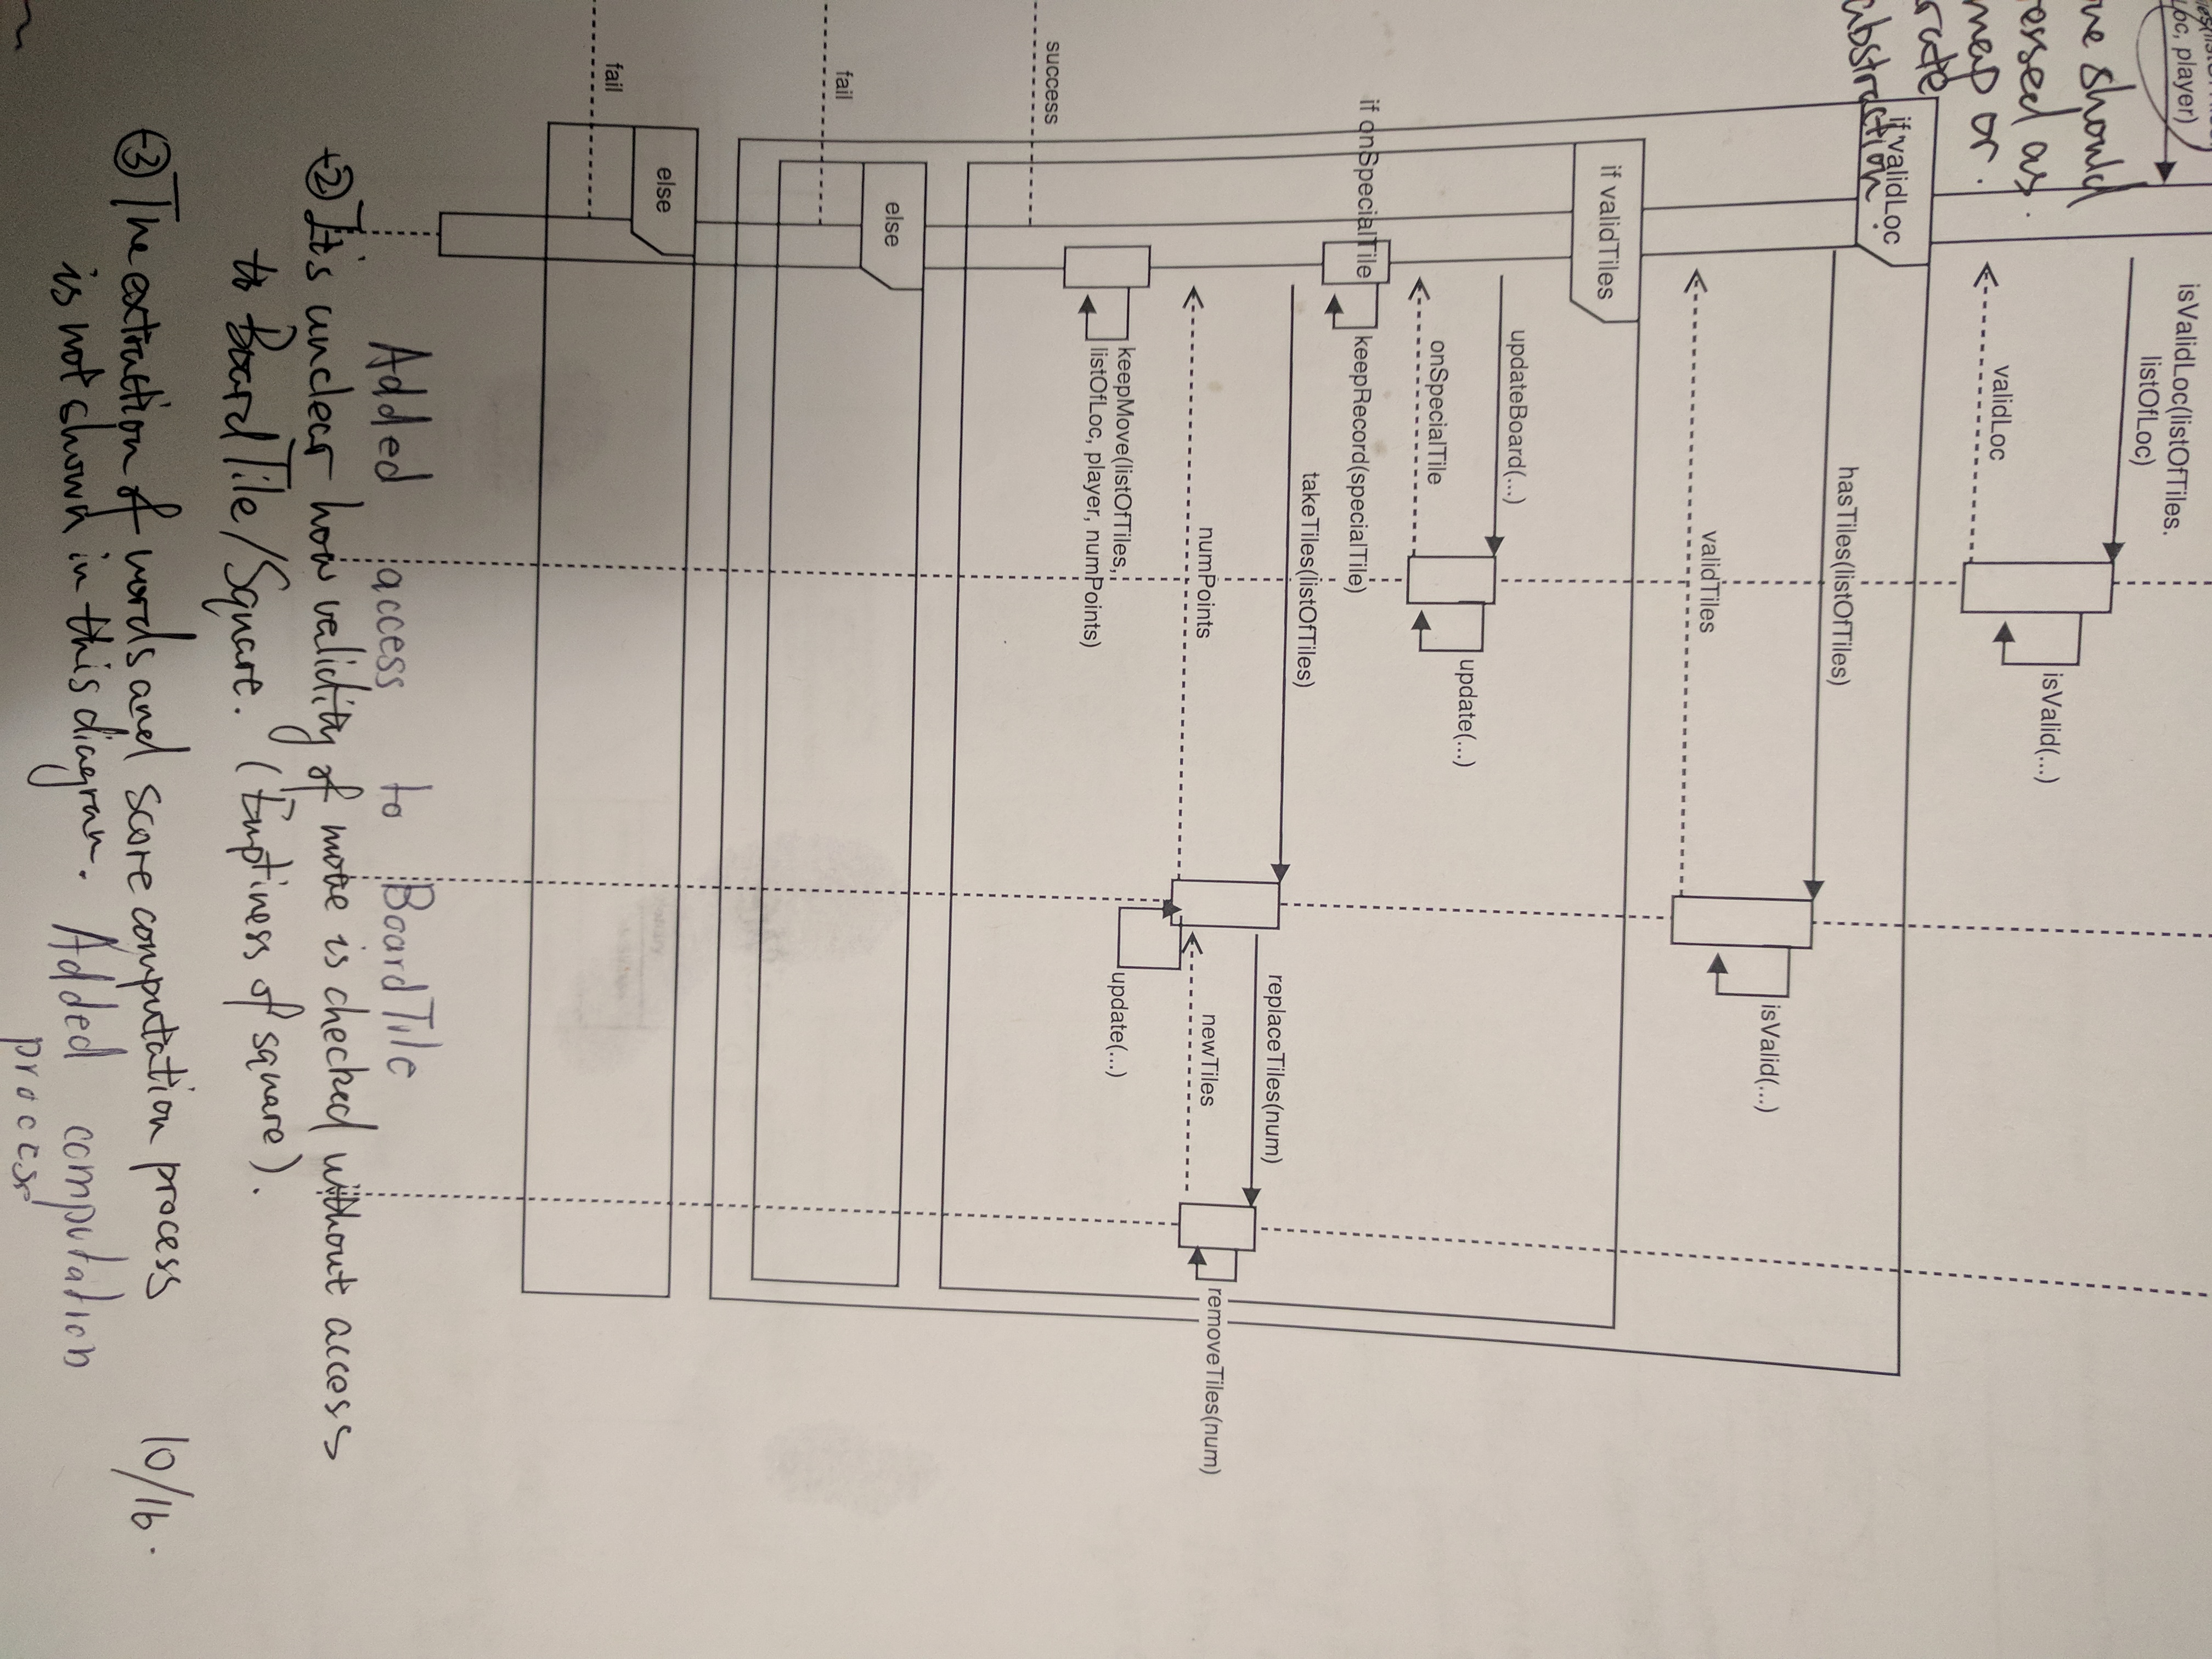 Loc, player)
isValidLoc(listOfTiles.
listOfLoc)
should
isValid(...)
essed as
validLoc
map or
rate
if validLoc
abstraction.
hasTiles(listOfTiles)
isValid(...)
validTiles
if validTiles
updateBoard(...)
update(...)
onSpecialTile
if onSpecialTile
keepRecord(specialTile)
takeTiles(listOfTiles)
replaceTiles(num)
removeTiles(num)
newTiles
numPoints
keepMove(listOfTiles,
listOfLoc, player, numPoints)
update(...)
success
else
fail
else
fail
Added access to BoardTile
-② It's unclear how validity of move is checked without access
to BoardTile/Square. (Emptiness of square).
-③ The extraction of words and score computation process
is not shown in this diagram.
10/16.
Added computation
process